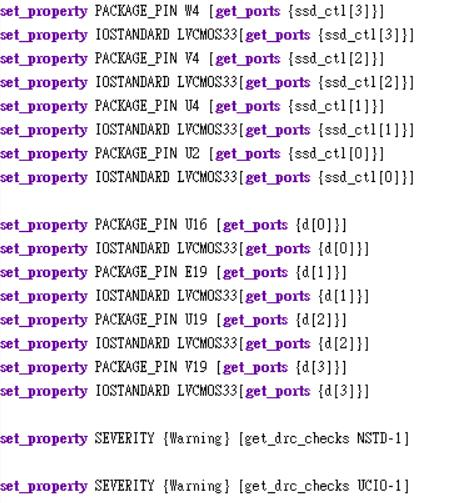 set_property PACKAGE_PIN W4 [get_ports {ssd_ctl[3]}]
set_property IOSTANDARD LVCMOS33[get_ports {ssd_ctl[3]}]
set_property PACKAGE_PIN V4 [get_ports {ssd_ctl[2]}]
set_property IOSTANDARD LVCMOS33[get_ports {ssd_ctl[2]}]
set_property PACKAGE_PIN U4 [get_ports {ssd_ctl[1]}]
set_property IOSTANDARD LVCMOS33[get_ports {ssd_ctl[1]}]
set_property PACKAGE_PIN U2 [get_ports {ssd_ctl[0]}]
set_property IOSTANDARD LVCMOS33[get_ports {ssd_ctl[0]}]
set_property PACKAGE_PIN U16 [get_ports {d[0]}]
set_property IOSTANDARD LVCMOS33[get_ports {d[0]}]
set_property PACKAGE_PIN E19 [get_ports {d[1]}]
set_property IOSTANDARD LVCMOS33[get_ports {d[1]}]
set_property PACKAGE_PIN U19 [get_ports {d[2]}]
set_property IOSTANDARD LVCMOS33[get_ports {d[2]}]
set_property PACKAGE_PIN V19 [get_ports {d[3]}]
set_property IOSTANDARD LVCMOS33[get_ports {d[3]}]
set_property SEVERITY {Warning} [get_drc_checks NSTD-1]
set_property SEVERITY {Warning} [get_drc_checks UCIO-1]